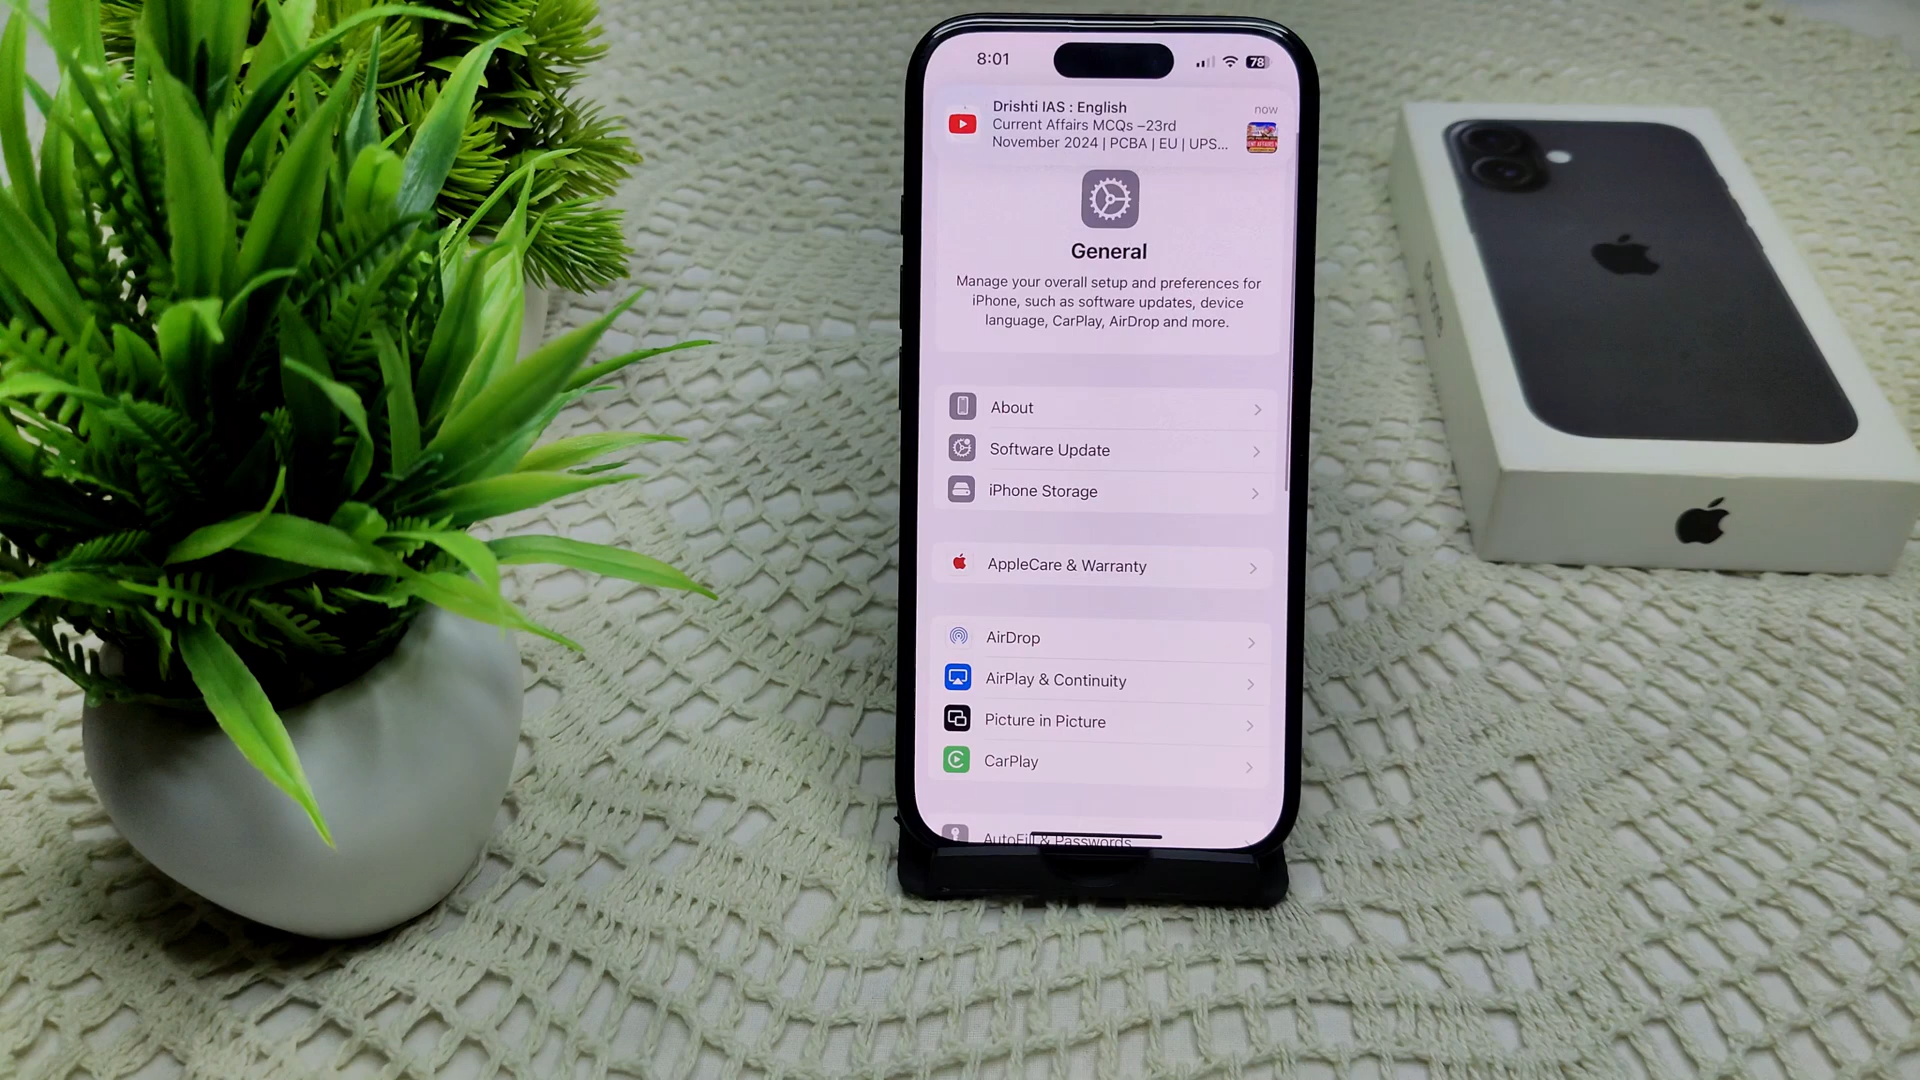 8:01
78
Drishti IAS : English
now
Current Affairs MCQs –23rd
November 2024 | PCBA | EU | UPS...
General
Manage your overall setup and preferences for
iPhone, such as software updates, device
language, CarPlay, AirDrop and more.
About
Software Update
iPhone Storage
AppleCare & Warranty
AirDrop
AirPlay & Continuity
Picture in Picture
CarPlay
AutoFill & Passwords